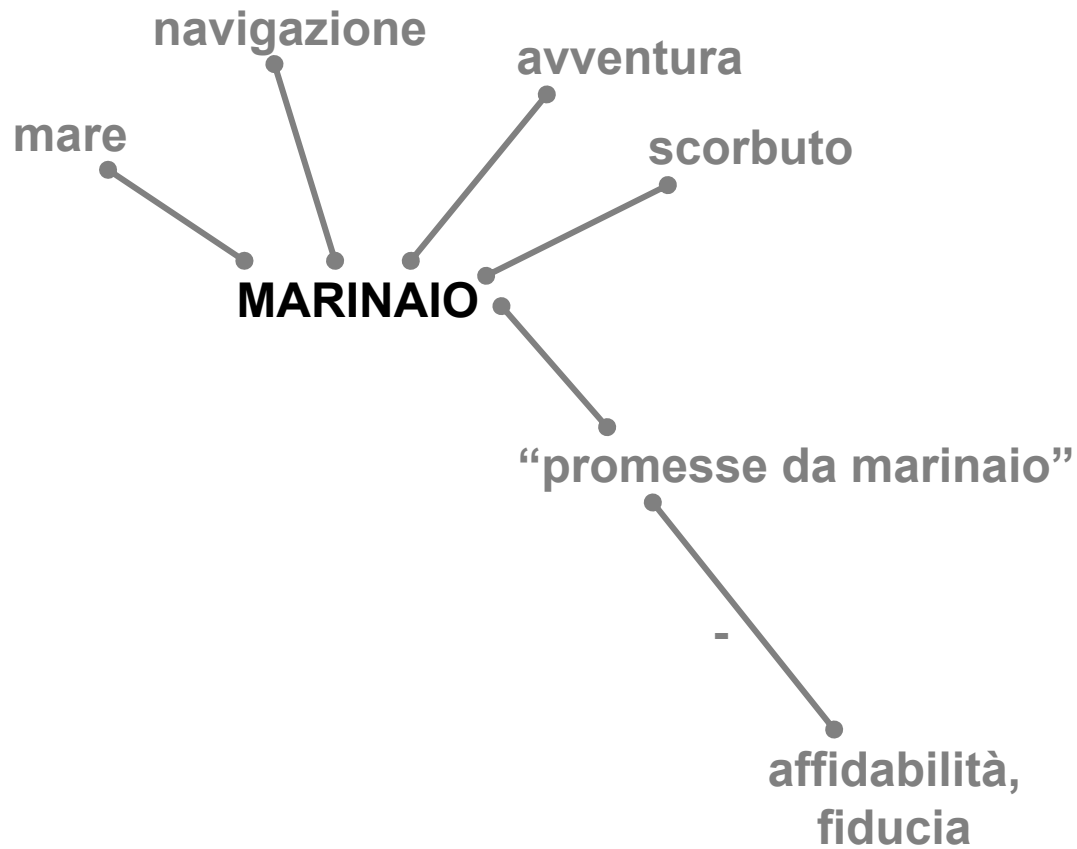 navigazione
avventura
mare
scorbuto
MARINAIO
“promesse da marinaio”
-
affidabilità,
fiducia